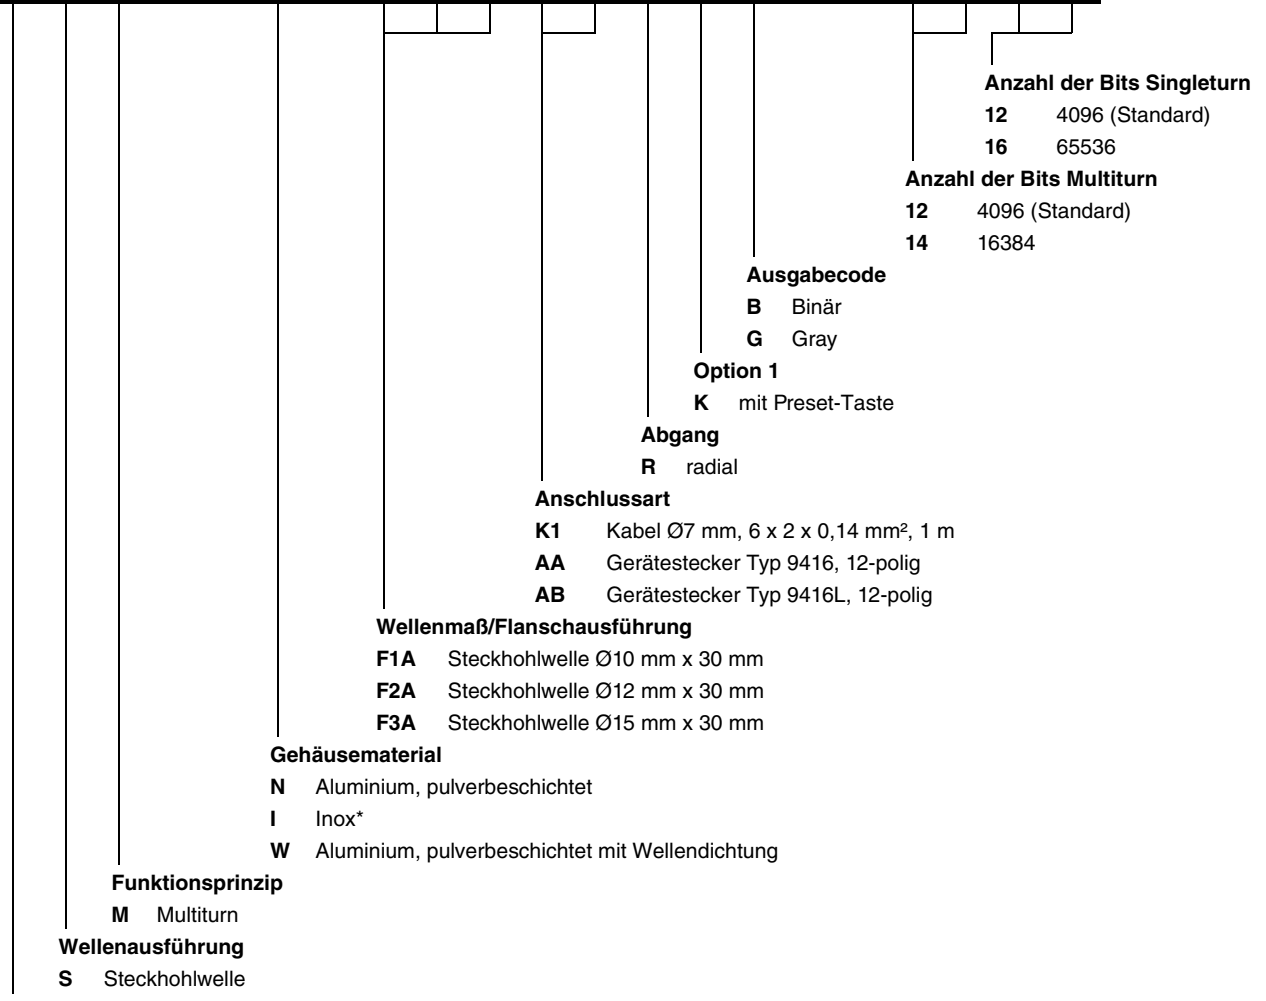 Anzahl der Bits Singleturn
12 4096 (Standard)
16 65536
Anzahl der Bits Multiturn
12 4096 (Standard)
14 16384
Ausgabecode
B Binär
G Gray
Option 1
K mit Preset-Taste
Abgang
R radial
Anschlussart
K1 Kabel Ø7 mm, 6 x 2 x 0,14 mm², 1 m
AA Gerätestecker Typ 9416, 12-polig
AB Gerätestecker Typ 9416L, 12-polig
Wellenmaß/Flanschausführung
F1A Steckhohlwelle Ø10 mm x 30 mm
F2A Steckhohlwelle Ø12 mm x 30 mm
F3A Steckhohlwelle Ø15 mm x 30 mm
Gehäusematerial
N Aluminium, pulverbeschichtet
I Inox*
W Aluminium, pulverbeschichtet mit Wellendichtung
Funktionsprinzip
M Multiturn
Wellenausführung
S Steckhohlwelle